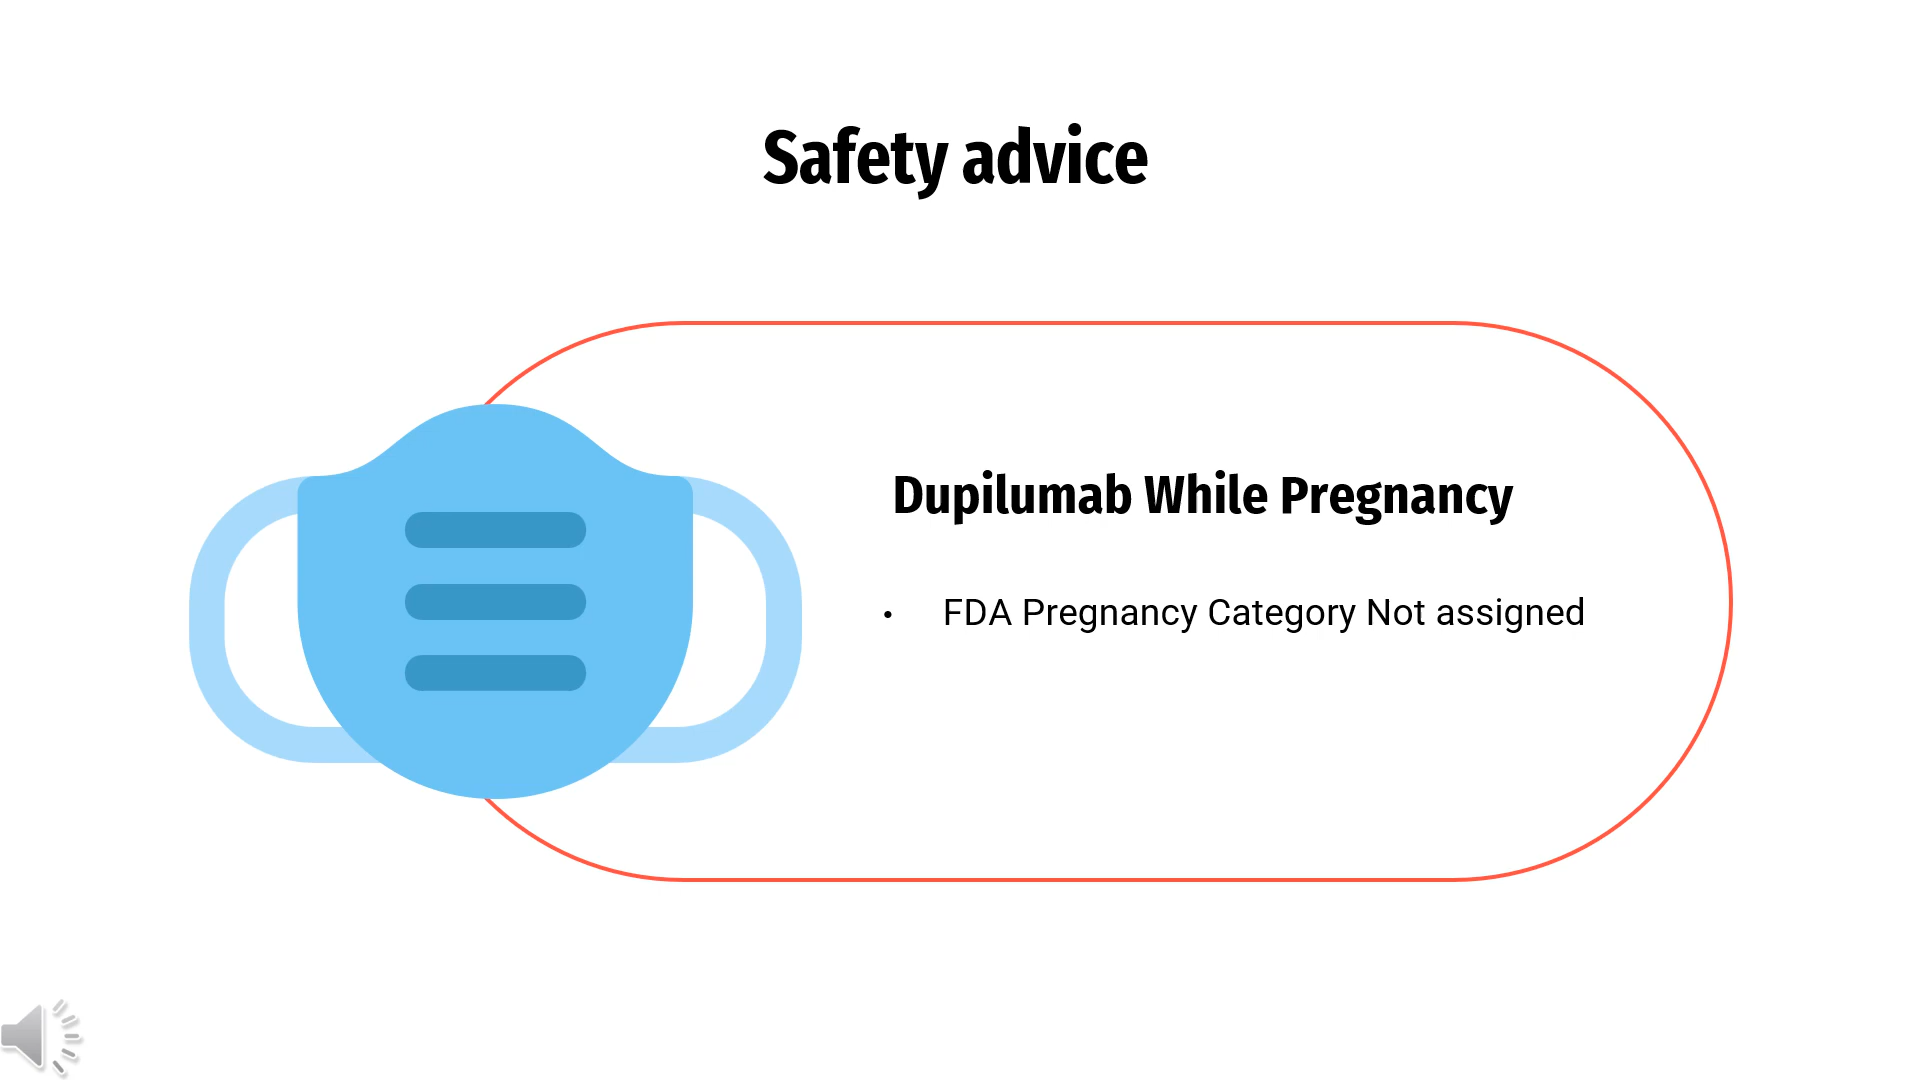 Safety advice
Dupilumab While Pregnancy
• FDA Pregnancy Category Not assigned